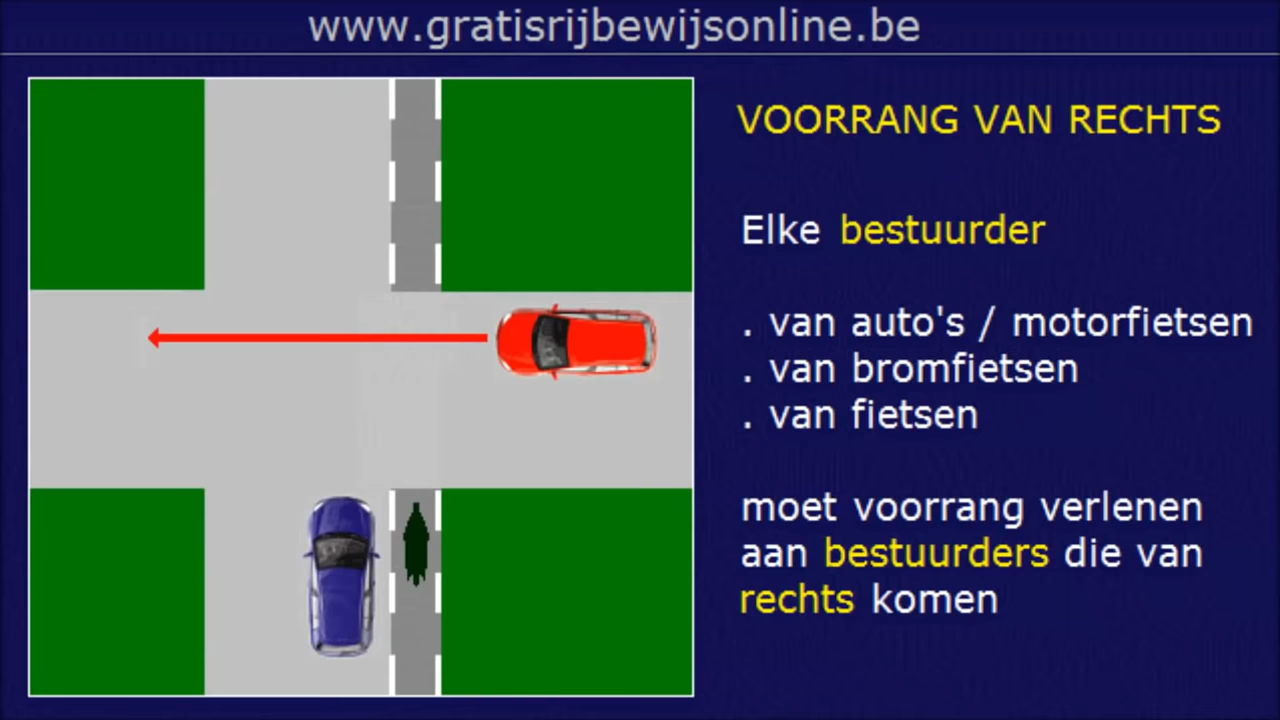 www.gratisrijbewijsonline.be
VOORRANG VAN RECHTS
Elke bestuurder
. van auto's / motorfietsen
. van bromfietsen
. van fietsen
moet voorrang verlenen
aan bestuurders die van
rechts komen